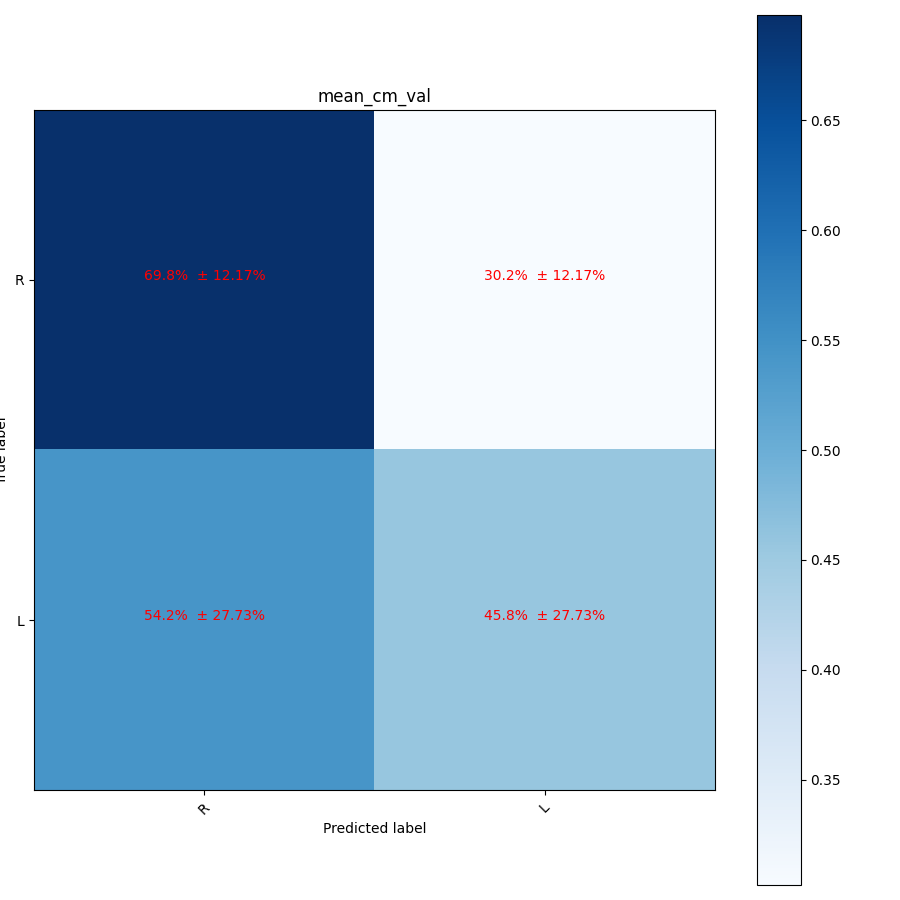 mean_cm_val
R
69.8% ± 12.17%
30.2% ± 12.17%
L
54.2% ± 27.73%
45.8% ± 27.73%
R
L
Predicted label
label
0.65
0.60
0.55
0.50
0.45
0.40
0.35